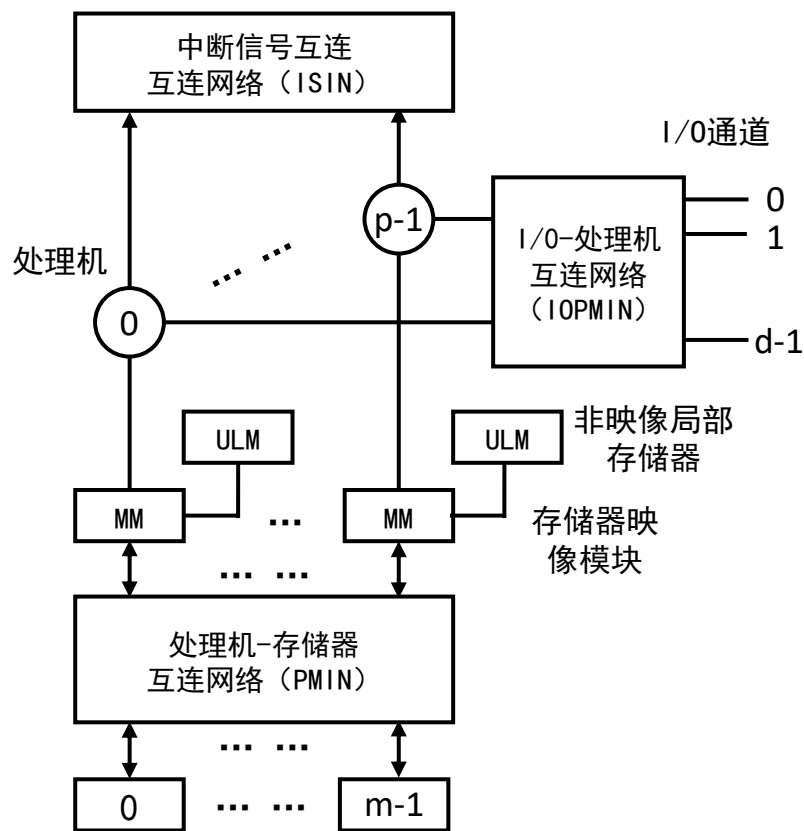 中断信号互连
互连网络（ISIN）
I/O通道
p-1
I/O-处理机
互连网络
(IOPMIN)
0
1
d-1
处理机
0
ULM
ULM
非映像局部
存储器
MM
... 
MM
存储器映
像模块
... ...
处理机-存储器
互连网络（PMIN）
... ...
0
... ...
m-1